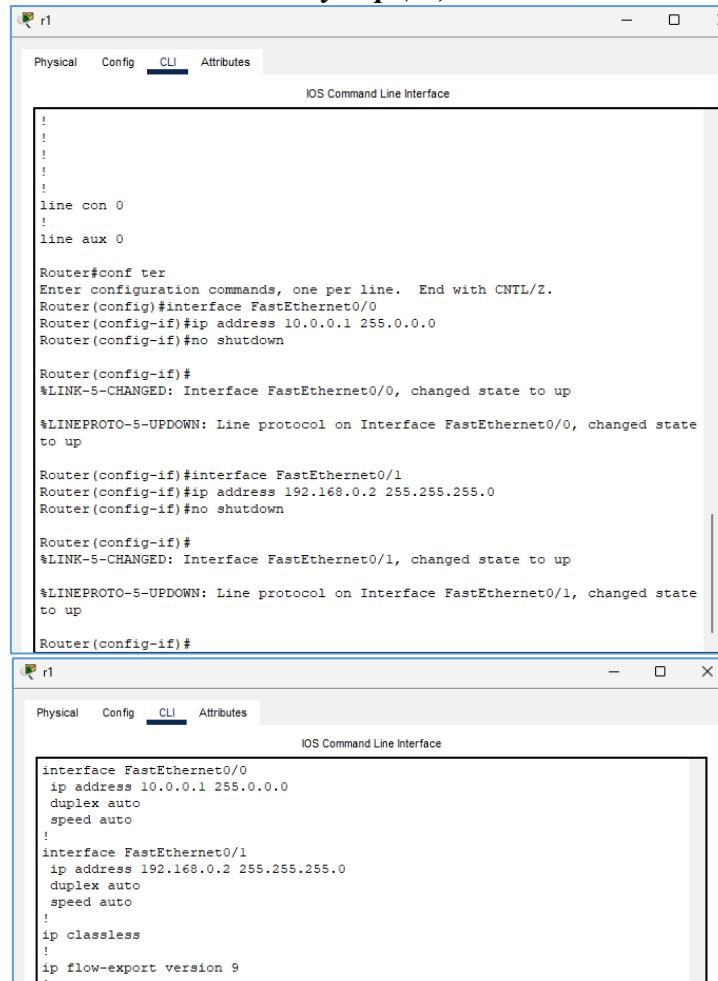 r1
Physical Config CLI Attributes
IOS Command Line Interface
!
!
!
!
!
line con 0
!
line aux 0
Router#conf ter
Enter configuration commands, one per line.  End with CNTL/Z.
Router(config)#interface FastEthernet0/0
Router(config-if)#ip address 10.0.0.1 255.0.0.0
Router(config-if)#no shutdown
Router(config-if)#
%LINK-5-CHANGED: Interface FastEthernet0/0, changed state to up
%LINEPROTO-5-UPDOWN: Line protocol on Interface FastEthernet0/0, changed state
to up
Router(config-if)#interface FastEthernet0/1
Router(config-if)#ip address 192.168.0.2 255.255.255.0
Router(config-if)#no shutdown
Router(config-if)#
%LINK-5-CHANGED: Interface FastEthernet0/1, changed state to up
%LINEPROTO-5-UPDOWN: Line protocol on Interface FastEthernet0/1, changed state
to up
Router(config-if)#
r1
Physical Config CLI Attributes
IOS Command Line Interface
interface FastEthernet0/0
ip address 10.0.0.1 255.0.0.0
duplex auto
speed auto
!
interface FastEthernet0/1
ip address 192.168.0.2 255.255.255.0
duplex auto
speed auto
!
ip classless
!
ip flow-export version 9